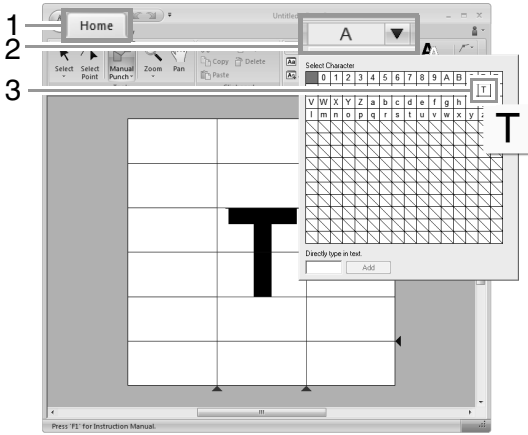 1
Home
Untitled
2
A
Select
Select Point
Manual Punch
Zoom
Pan
Copy
Delete
Paste
Select Character
0 1 2 3 4 5 6 7 8 9 A B
3
T
V W X Y Z a b c d e f g h
l m n o p q r s t u v w x y z
T
T
Directly type in text.
Add
Press 'F1' for Instruction Manual.